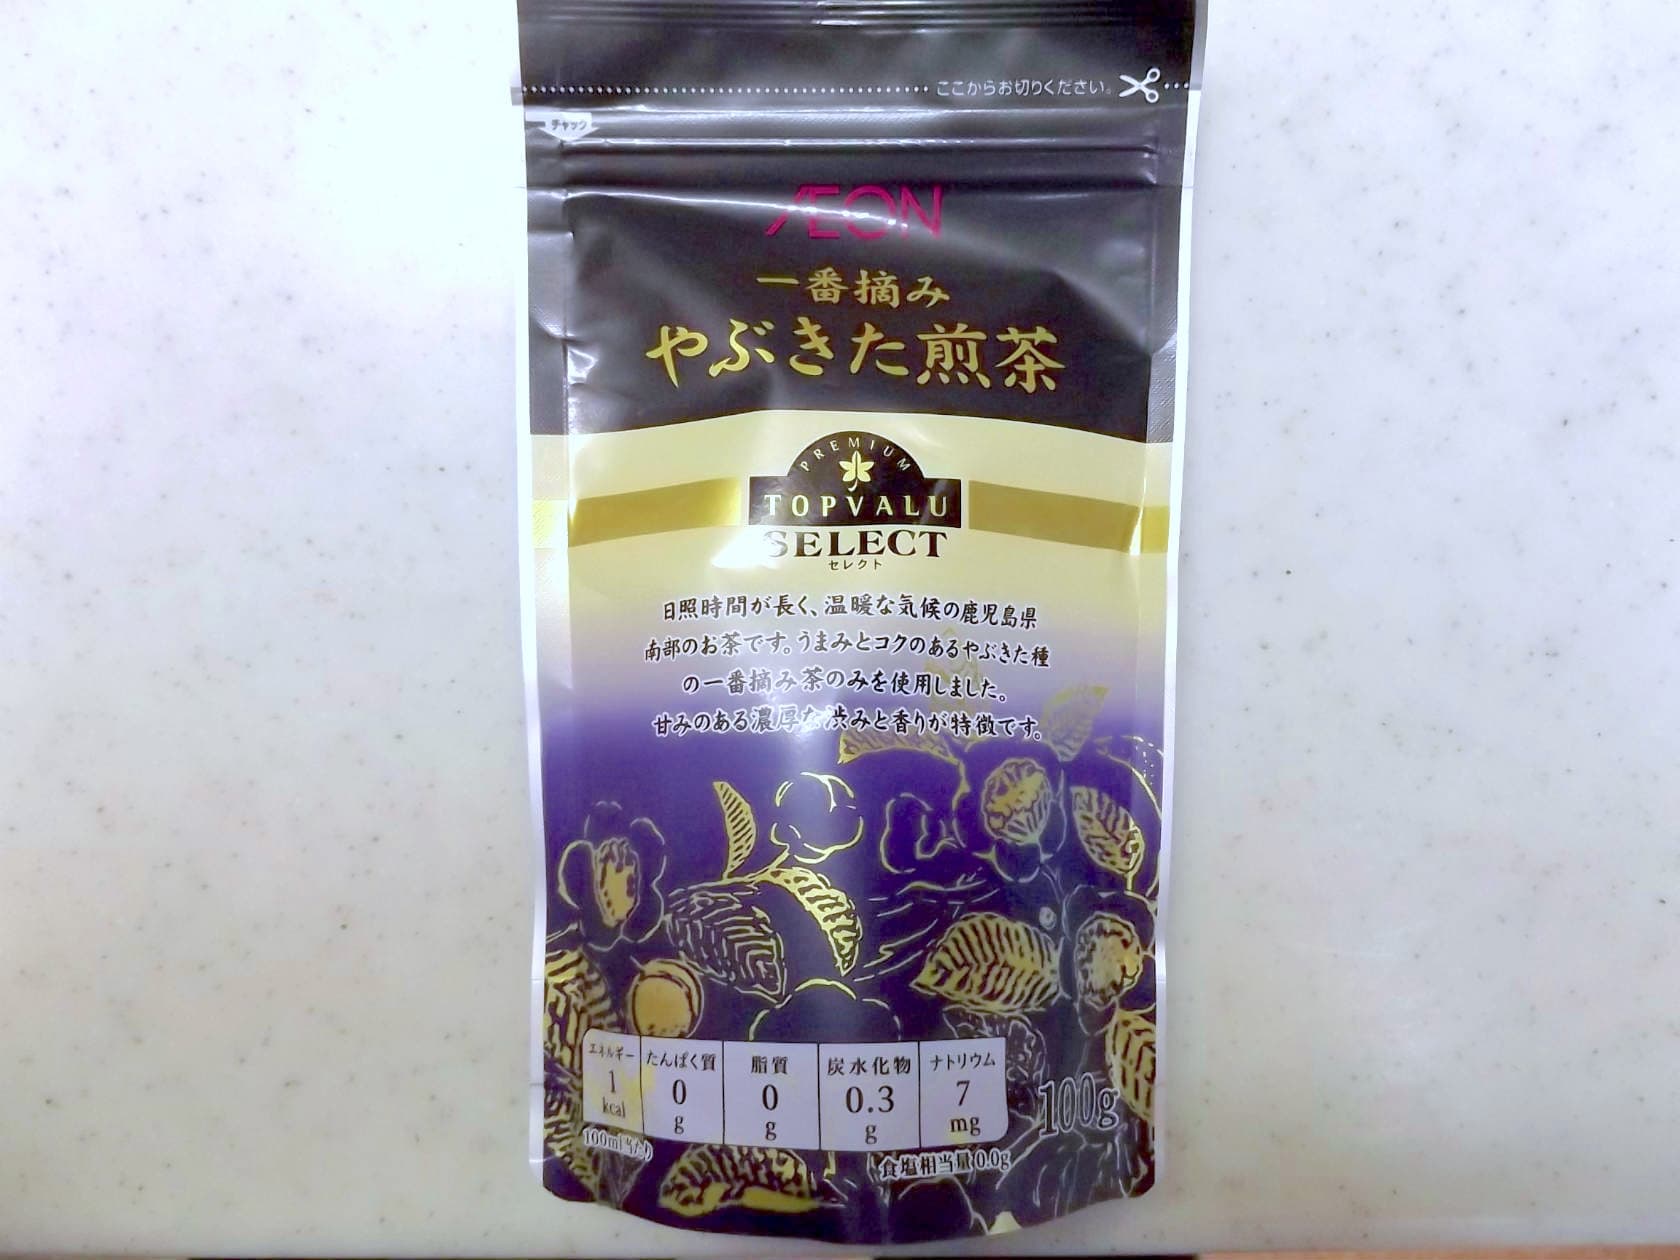 ここからお切りください。
チャック
ÆON
一番摘み
やぶきた煎茶
PREMIUM
TOPVALU
SELECT
セレクト
日照時間が長く、温暖な気候の鹿児島県
南部のお茶です。うまみとコクのあるやぶきた種
の一番摘み茶のみを使用しました。
甘みのある濃厚な渋みと香りが特徴です。
エネルギー たんぱく質 脂質 炭水化物 ナトリウム
1 0 0 0.3 7
kcal g g g mg
100g
100ml当たり
食塩相当量0.0g